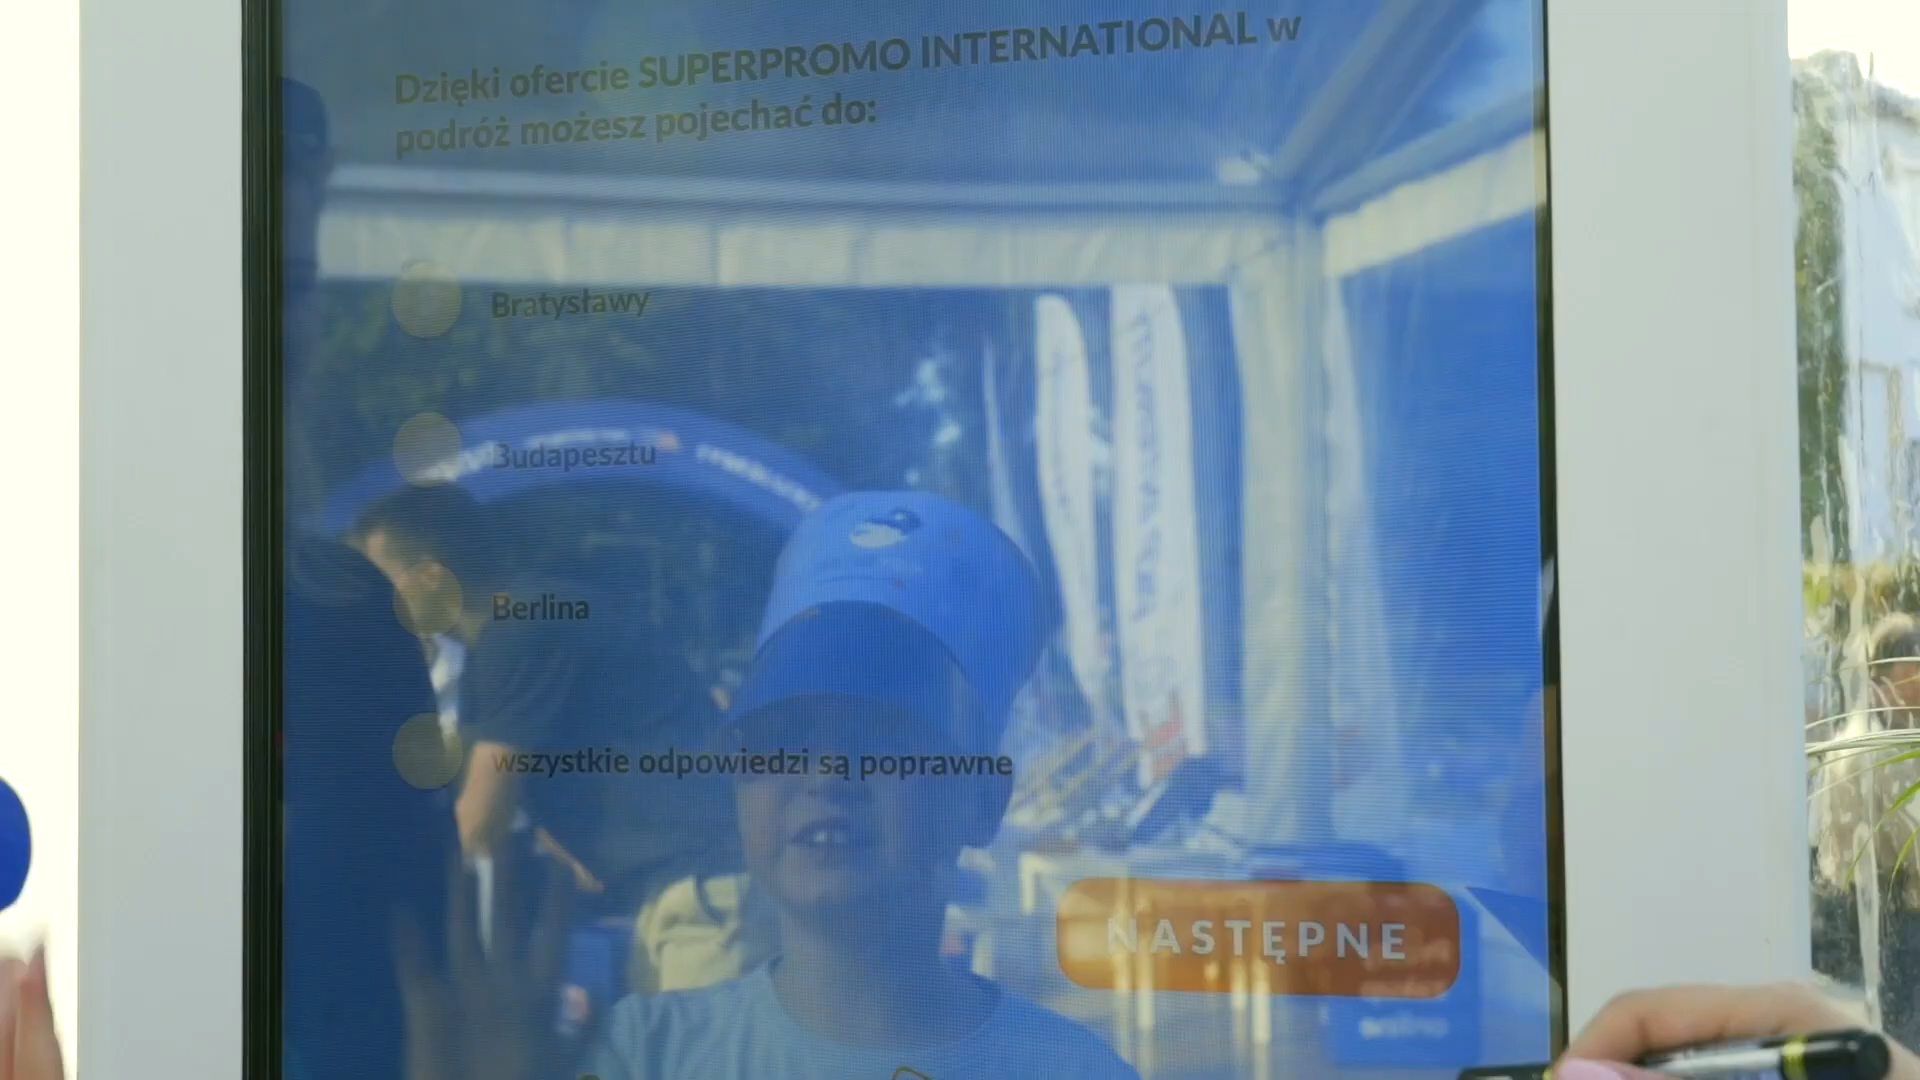 Dzięki ofercie SUPERPROMO INTERNATIONAL w
podróż możesz pojechać do:
Bratysławy
Budapesztu
Berlina
wszystkie odpowiedzi są poprawne
NASTĘPNE